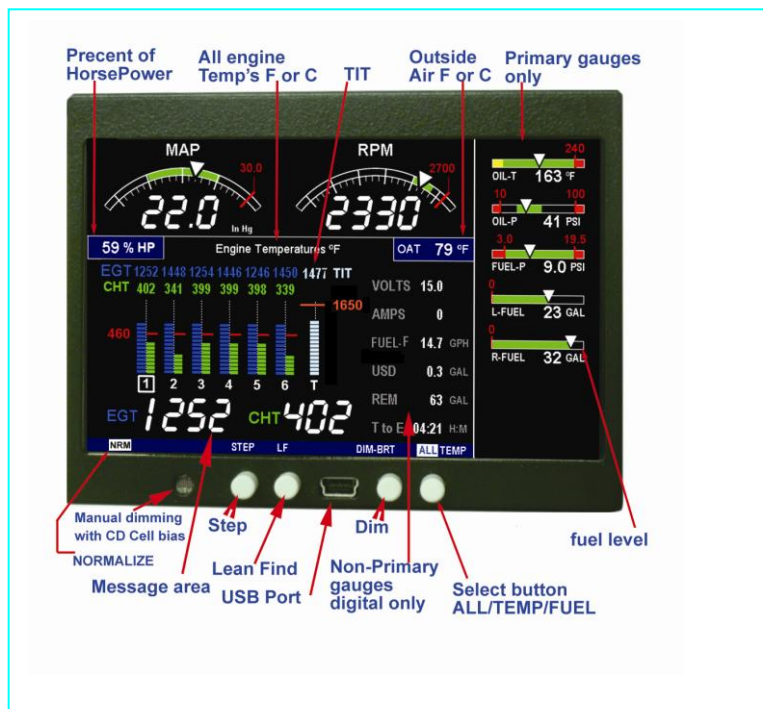 Precent of
HorsePower
All engine
Temp's F or C
TIT
Outside
Air F or C
Primary gauges
only
MAP
30.0
22.0
In Hg
RPM
2700
2330
240
OIL-T 163 °F
10 100
OIL-P 41 PSI
3.0 19.5
FUEL-P 9.0 PSI
0
L-FUEL 23 GAL
0
R-FUEL 32 GAL
59 % HP
Engine Temperatures ºF
OAT 79 ºF
EGT 1252 1448 1254 1446 1246 1450 1477 TIT
CHT 402 341 399 399 398 339
1650
460
1 2 3 4 5 6 T
VOLTS 15.0
AMPS 0
FUEL-F 14.7 GPH
USD 0.3 GAL
REM 63 GAL
T to E 04:21 H:M
EGT 1252 CHT 402
NRM STEP LF DIM-BRT ALL TEMP
Manual dimming
with CD Cell bias
NORMALIZE
Message area
Step
Lean Find
USB Port
Dim
Non-Primary
gauges
digital only
Select button
ALL/TEMP/FUEL
fuel level